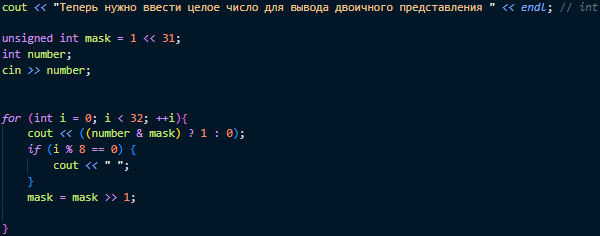 cout << "Теперь нужно ввести целое число для вывода двоичного представления " << endl; // int
unsigned int mask = 1 << 31;
int number;
cin >> number;
for (int i = 0; i < 32; ++i){
cout << ((number & mask) ? 1 : 0);
if (i % 8 == 0) {
cout << " ";
}
mask = mask >> 1;
}